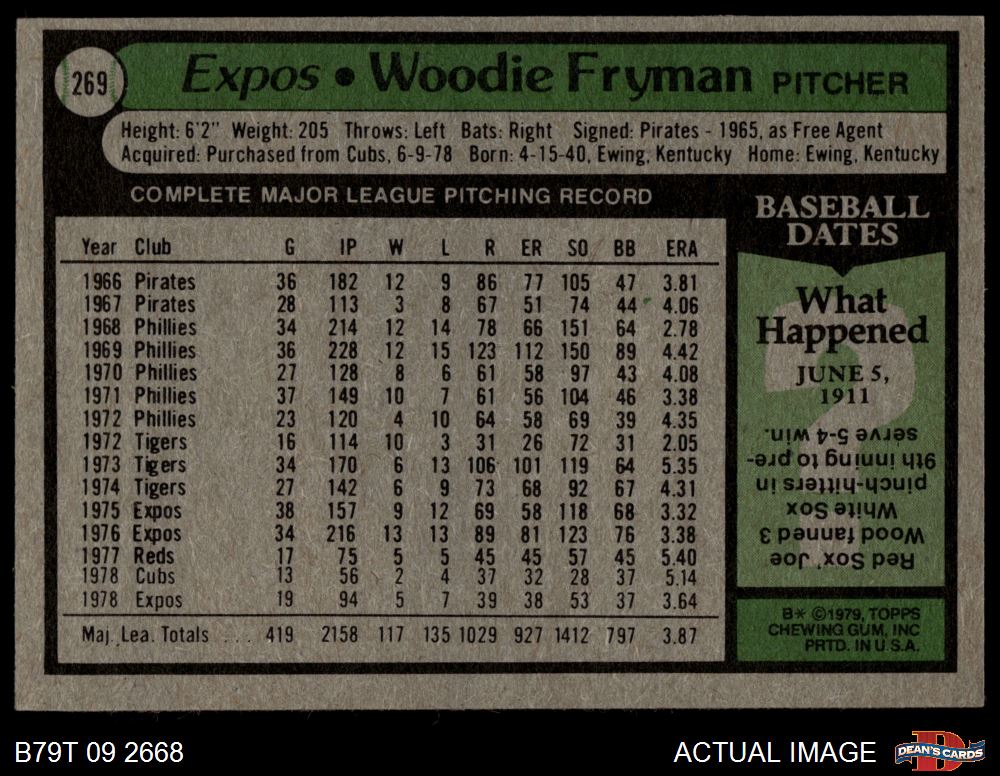 269
Expos • Woodie Fryman PITCHER
Height: 6'2" Weight: 205 Throws: Left Bats: Right Signed: Pirates - 1965, as Free Agent
Acquired: Purchased from Cubs, 6-9-78 Born: 4-15-40, Ewing, Kentucky Home: Ewing, Kentucky
COMPLETE MAJOR LEAGUE PITCHING RECORD
Year Club G IP W L R ER SO BB ERA
1966 Pirates 36 182 12 9 86 77 105 47 3.81
1967 Pirates 28 113 3 8 67 51 74 44 4.06
1968 Phillies 34 214 12 14 78 66 151 64 2.78
1969 Phillies 36 228 12 15 123 112 150 89 4.42
1970 Phillies 27 128 8 6 61 58 97 43 4.08
1971 Phillies 37 149 10 7 61 56 104 46 3.38
1972 Phillies 23 120 4 10 64 58 69 39 4.35
1972 Tigers 16 114 10 3 31 26 72 31 2.05
1973 Tigers 34 170 6 13 106 101 119 64 5.35
1974 Tigers 27 142 6 9 73 68 92 67 4.31
1975 Expos 38 157 9 12 69 58 118 68 3.32
1976 Expos 34 216 13 13 89 81 123 76 3.38
1977 Reds 17 75 5 5 45 45 57 45 5.40
1978 Cubs 13 56 2 4 37 32 28 37 5.14
1978 Expos 19 94 5 7 39 38 53 37 3.64
Maj. Lea. Totals . . . 419 2158 117 135 1029 927 1412 797 3.87
BASEBALL
DATES
What
Happened
JUNE 5,
1911
Red Sox' Joe
Wood fanned 3
White Sox
pinch-hitters in
9th inning to pre-
serve 5-4 win.
B* ©1979, TOPPS
CHEWING GUM, INC
PRTD. IN U.S.A.
B79T 09 2668
ACTUAL IMAGE
D
DEAN'S CARDS